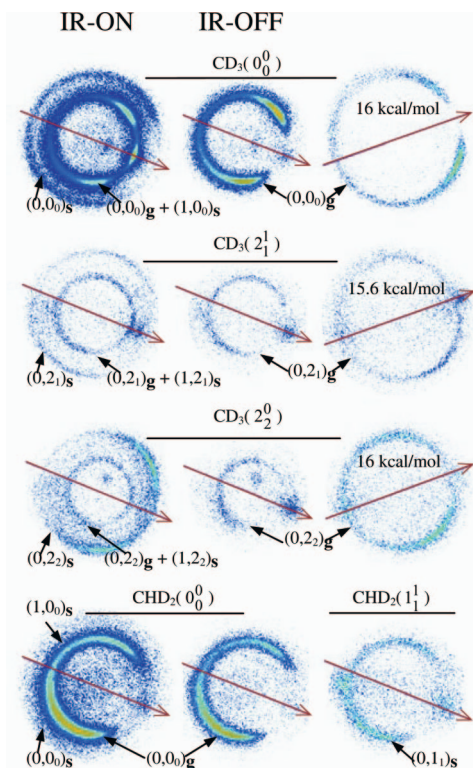 IR-ON IR-OFF
CD₃(0⁰₀)
16 kcal/mol
(0,0₀)s (0,0₀)g + (1,0₀)s (0,0₀)g
CD₃(2¹₁)
15.6 kcal/mol
(0,2₁)s (0,2₁)g + (1,2₁)s (0,2₁)g
CD₃(2⁰₂)
16 kcal/mol
(0,2₂)s (0,2₂)g + (1,2₂)s (0,2₂)g
CHD₂(0⁰₀) CHD₂(1¹₁)
(1,0₀)s
(0,0₀)s (0,0₀)g (0,1₁)s